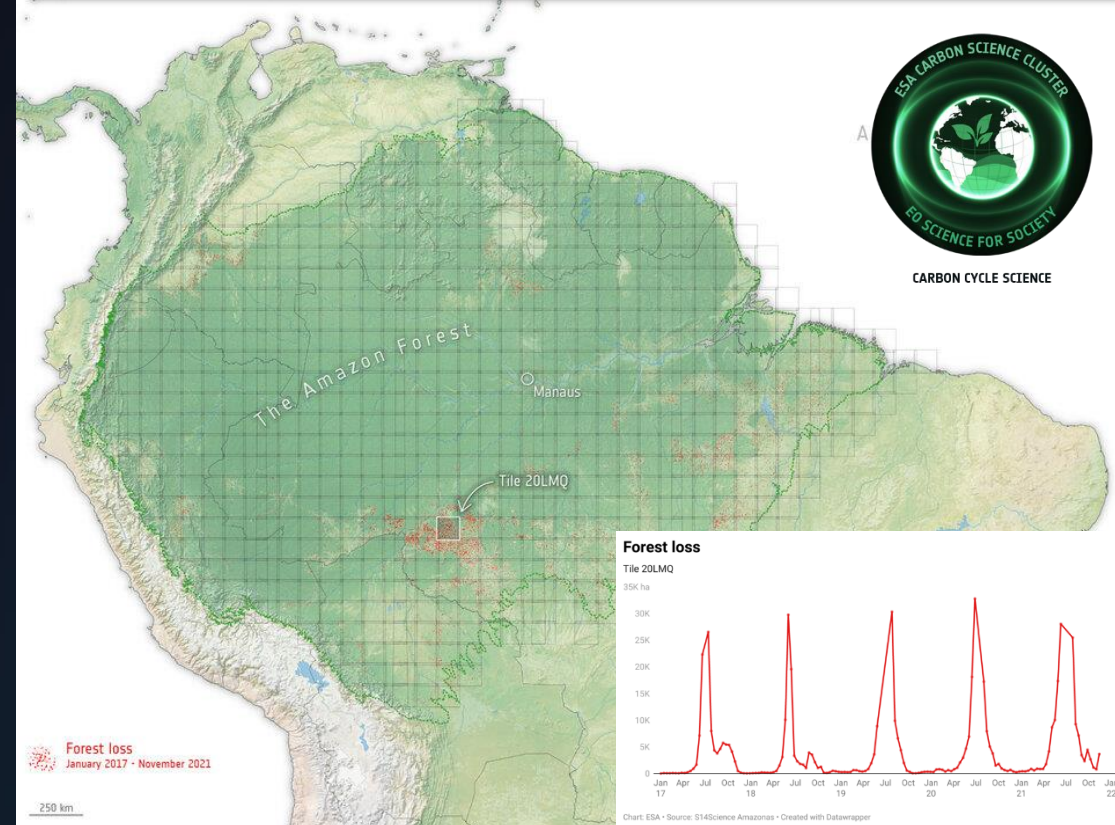 ESA CARBON SCIENCE CLUSTER
EO SCIENCE FOR SOCIETY
A
CARBON CYCLE SCIENCE
The Amazon Forest
Manaus
Tile 20LMQ
Forest loss
January 2017 - November 2021
250 km
Forest loss
Tile 20LMQ
35K ha
30K
25K
20K
15K
10K
5K
0
Jan Apr Jul Oct Jan Apr Jul Oct Jan Apr Jul Oct Jan Apr Jul Oct Jan Apr Jul Oct Jan
17 18 19 20 21 22
Chart: ESA • Source: S14Science Amazonas • Created with Datawrapper